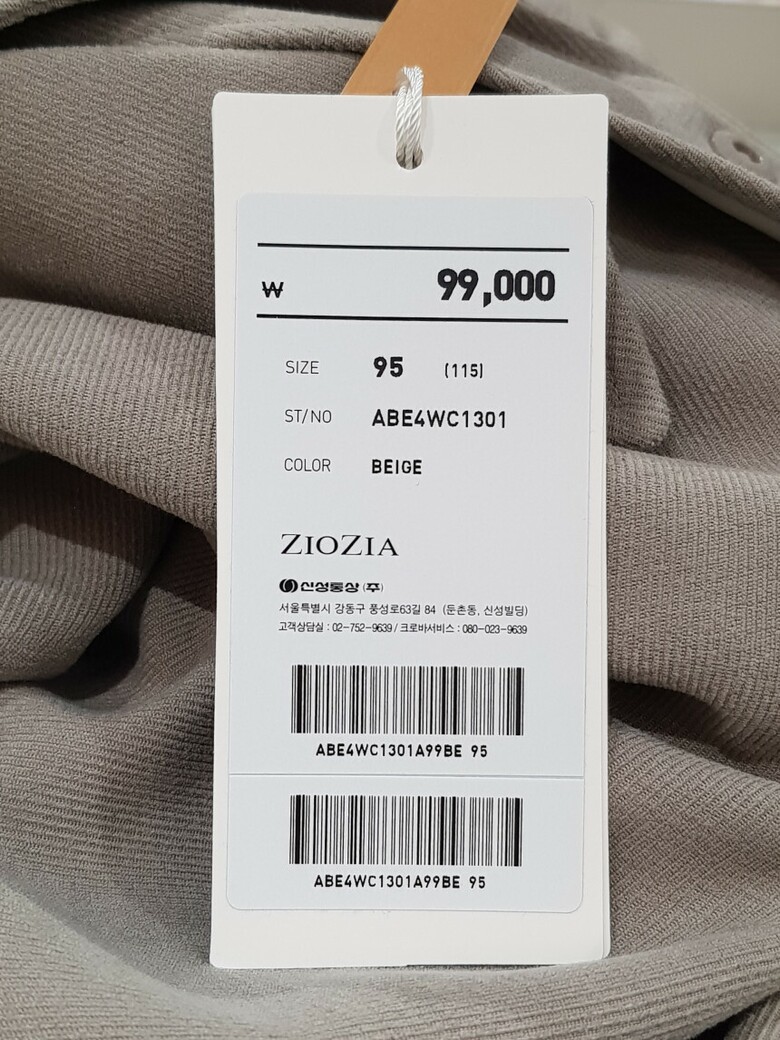 ₩ 99,000
SIZE 95 (115)
ST/NO ABE4WC1301
COLOR BEIGE
ZIOZIA
신성통상 (주)
서울특별시 강동구 풍성로63길 84 (둔촌동, 신성빌딩)
고객상담실 : 02-752-9639 / 크로바서비스 : 080-023-9639
ABE4WC1301A99BE 95
ABE4WC1301A99BE 95